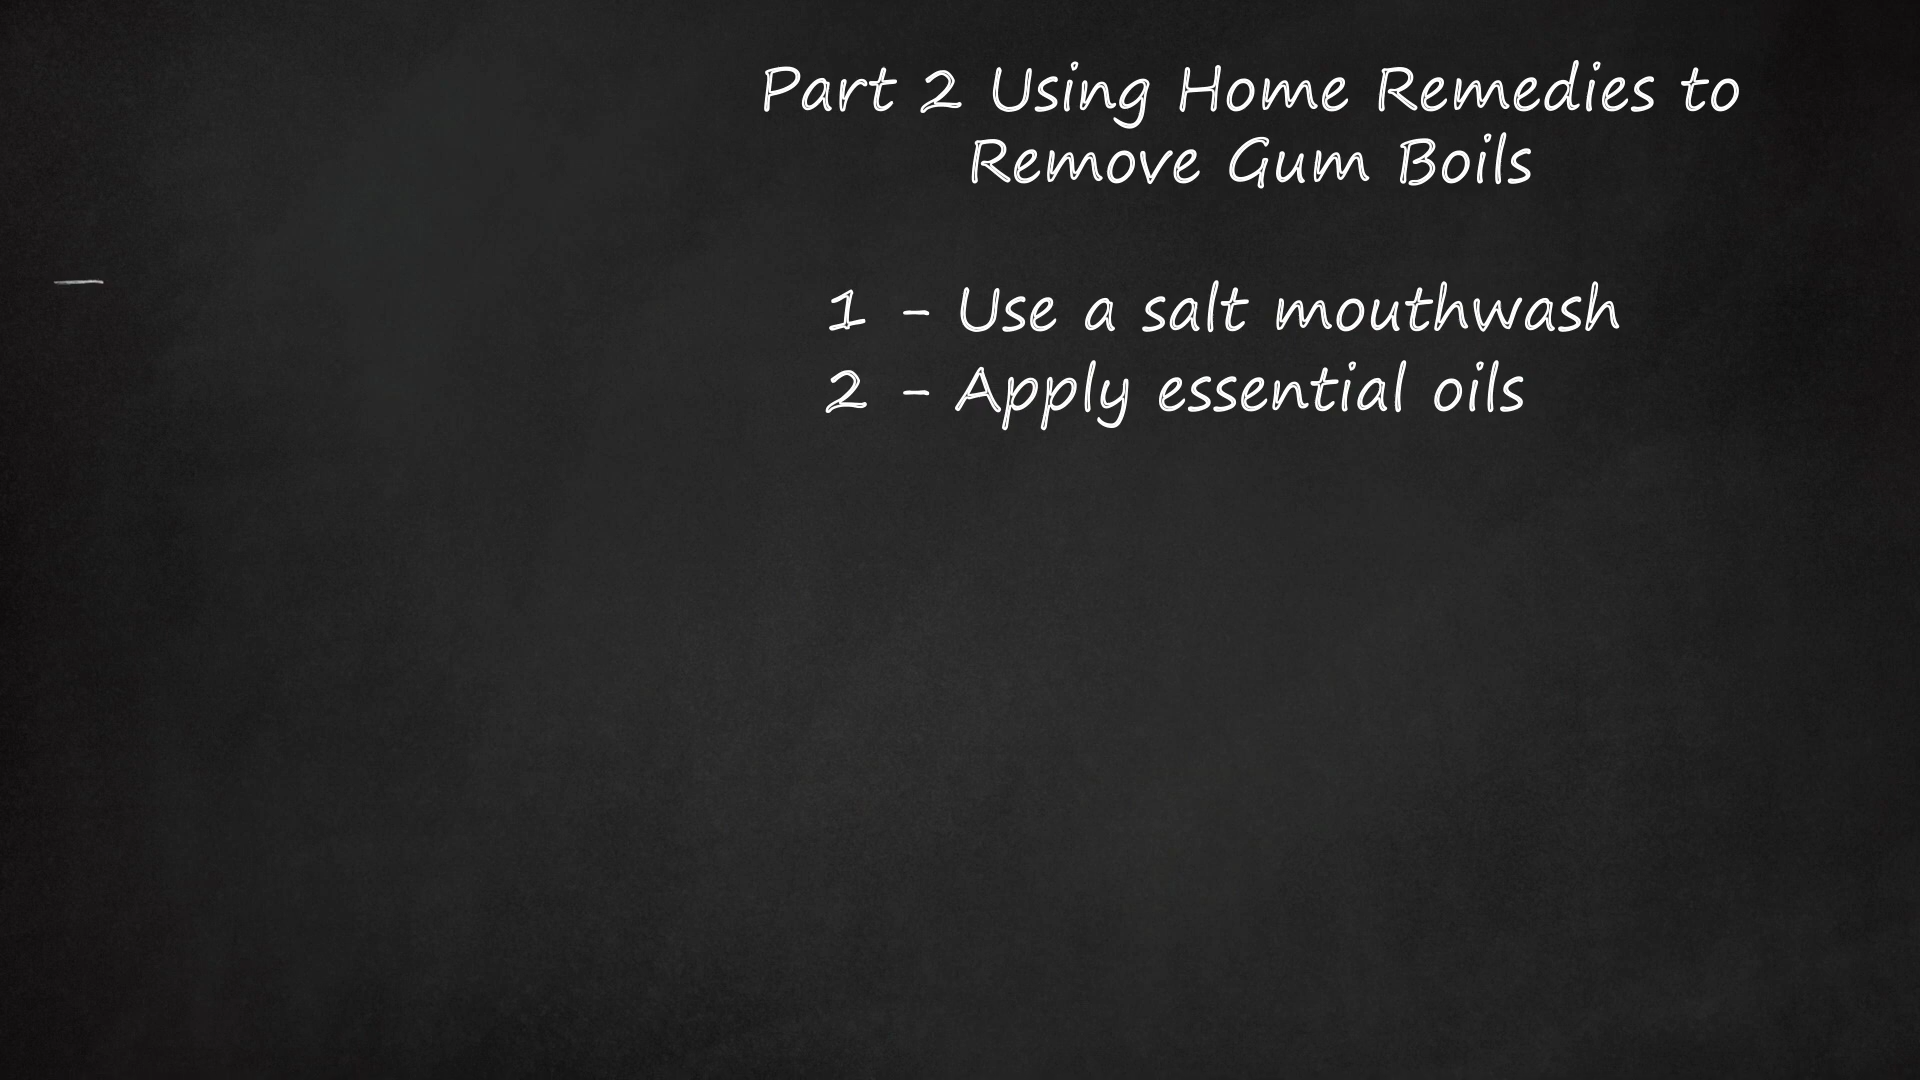 Part 2 Using Home Remedies to
Remove Gum Boils
1 - Use a salt mouthwash
2 - Apply essential oils